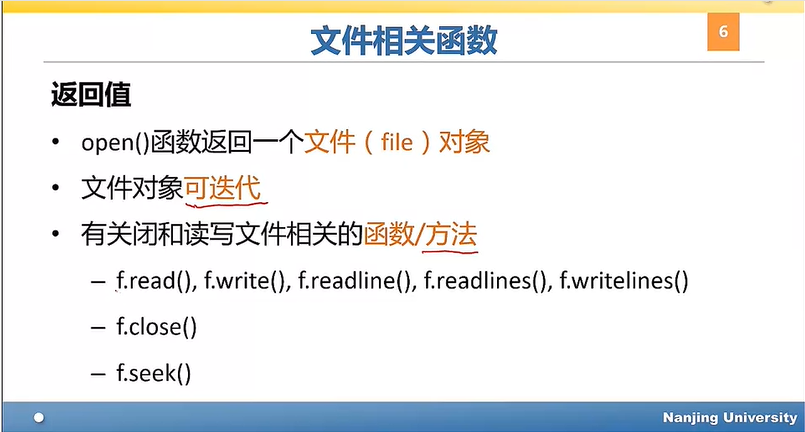 文件相关函数
6
返回值
• open()函数返回一个文件（file）对象
• 文件对象可迭代
• 有关闭和读写文件相关的函数/方法
– f.read(), f.write(), f.readline(), f.readlines(), f.writelines()
– f.close()
– f.seek()
Nanjing University